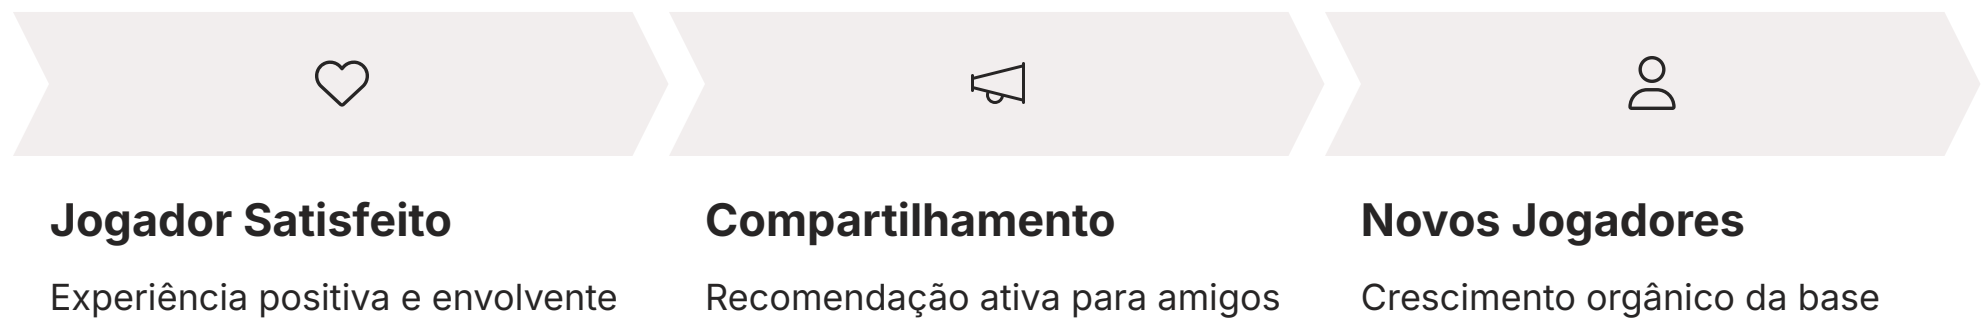 Jogador Satisfeito
Experiência positiva e envolvente
Compartilhamento
Recomendação ativa para amigos
Novos Jogadores
Crescimento orgânico da base